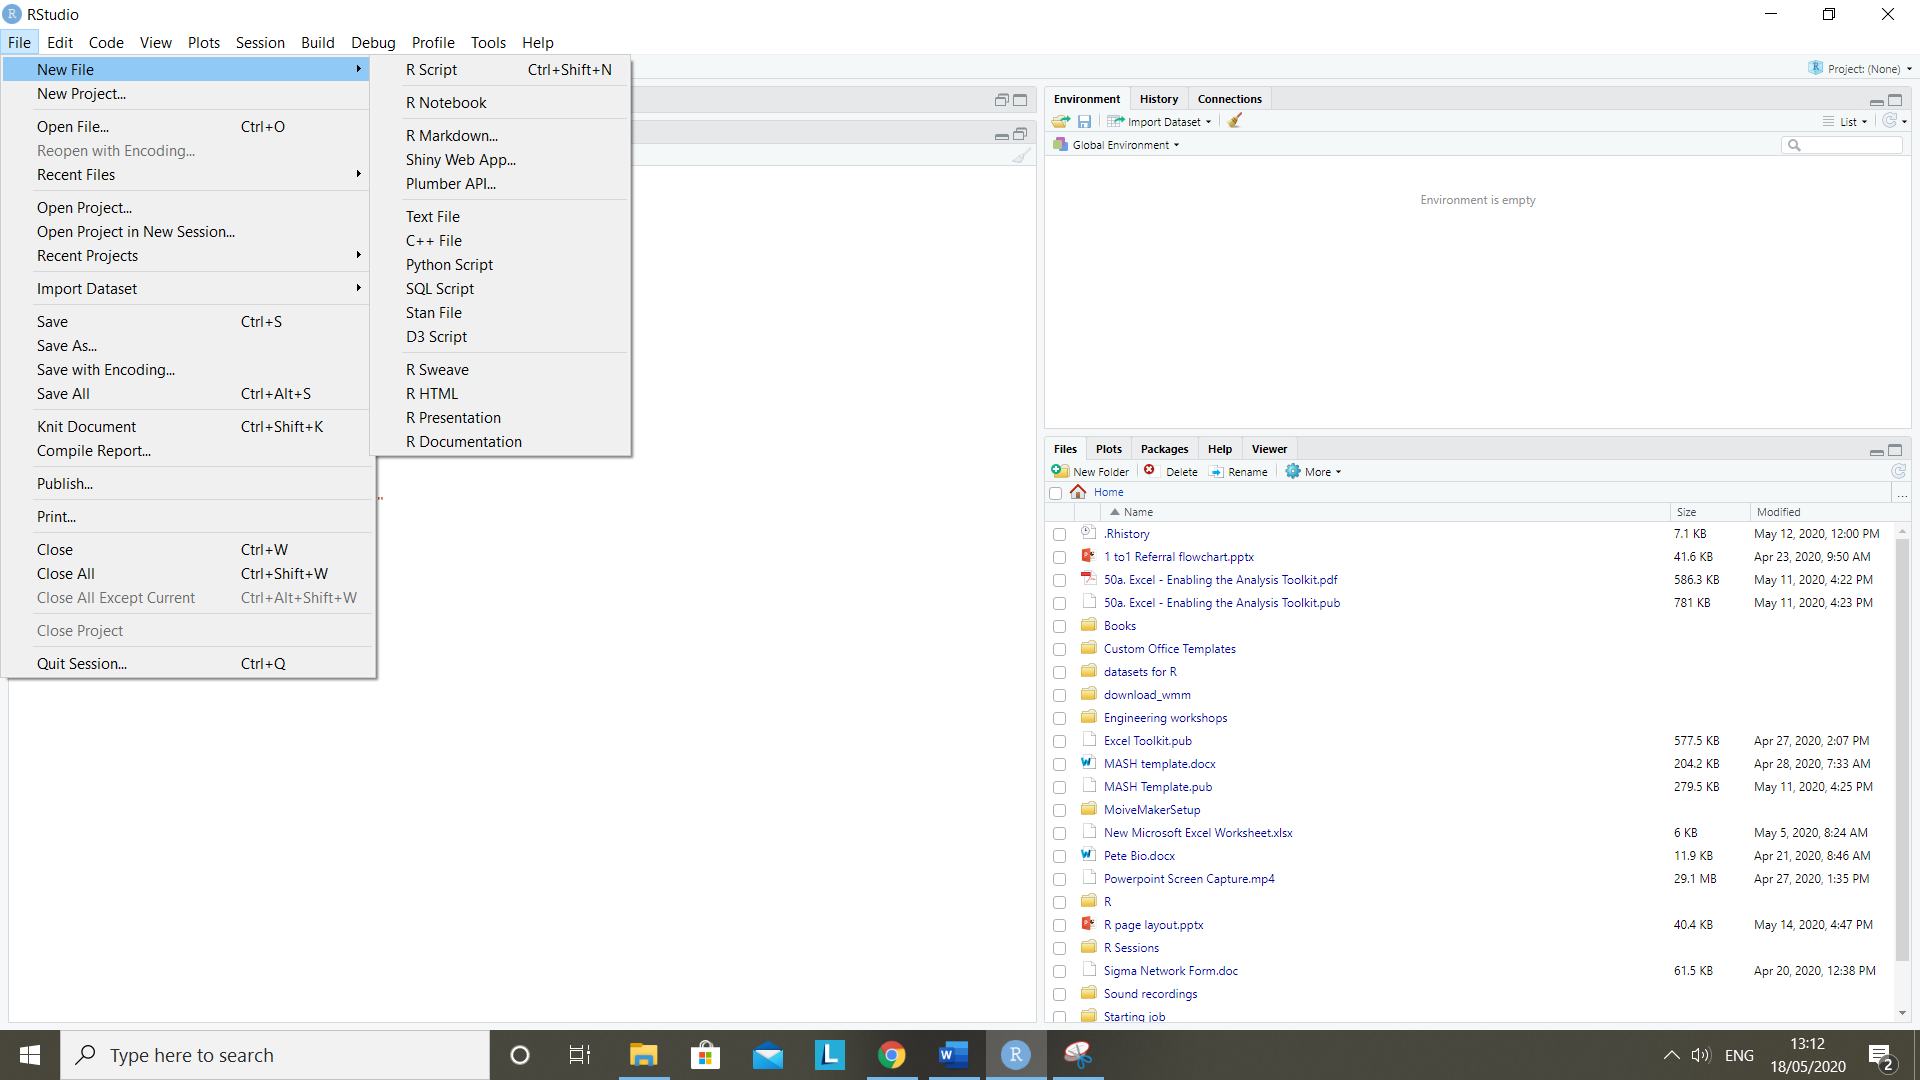 RStudio
File Edit Code View Plots Session Build Debug Profile Tools Help
New File
New Project...
Open File... Ctrl+O
Reopen with Encoding...
Recent Files
Open Project...
Open Project in New Session...
Recent Projects
Import Dataset
Save Ctrl+S
Save As...
Save with Encoding...
Save All Ctrl+Alt+S
Knit Document Ctrl+Shift+K
Compile Report...
Publish...
Print...
Close Ctrl+W
Close All Ctrl+Shift+W
Close All Except Current Ctrl+Alt+Shift+W
Close Project
Quit Session... Ctrl+Q
R Script Ctrl+Shift+N
R Notebook
R Markdown...
Shiny Web App...
Plumber API...
Text File
C++ File
Python Script
SQL Script
Stan File
D3 Script
R Sweave
R HTML
R Presentation
R Documentation
"
Project: (None)
Environment History Connections
Import Dataset List
Global Environment
Environment is empty
Files Plots Packages Help Viewer
New Folder Delete Rename More
Home ...
Name Size Modified
.Rhistory 7.1 KB May 12, 2020, 12:00 PM
1 to1 Referral flowchart.pptx 41.6 KB Apr 23, 2020, 9:50 AM
50a. Excel - Enabling the Analysis Toolkit.pdf 586.3 KB May 11, 2020, 4:22 PM
50a. Excel - Enabling the Analysis Toolkit.pub 781 KB May 11, 2020, 4:23 PM
Books
Custom Office Templates
datasets for R
download_wmm
Engineering workshops
Excel Toolkit.pub 577.5 KB Apr 27, 2020, 2:07 PM
MASH template.docx 204.2 KB Apr 28, 2020, 7:33 AM
MASH Template.pub 279.5 KB May 11, 2020, 4:25 PM
MoiveMakerSetup
New Microsoft Excel Worksheet.xlsx 6 KB May 5, 2020, 8:24 AM
Pete Bio.docx 11.9 KB Apr 21, 2020, 8:46 AM
Powerpoint Screen Capture.mp4 29.1 MB Apr 27, 2020, 1:35 PM
R
R page layout.pptx 40.4 KB May 14, 2020, 4:47 PM
R Sessions
Sigma Network Form.doc 61.5 KB Apr 20, 2020, 12:38 PM
Sound recordings
Starting job
Type here to search
L
W
R
ENG
13:12
18/05/2020
2